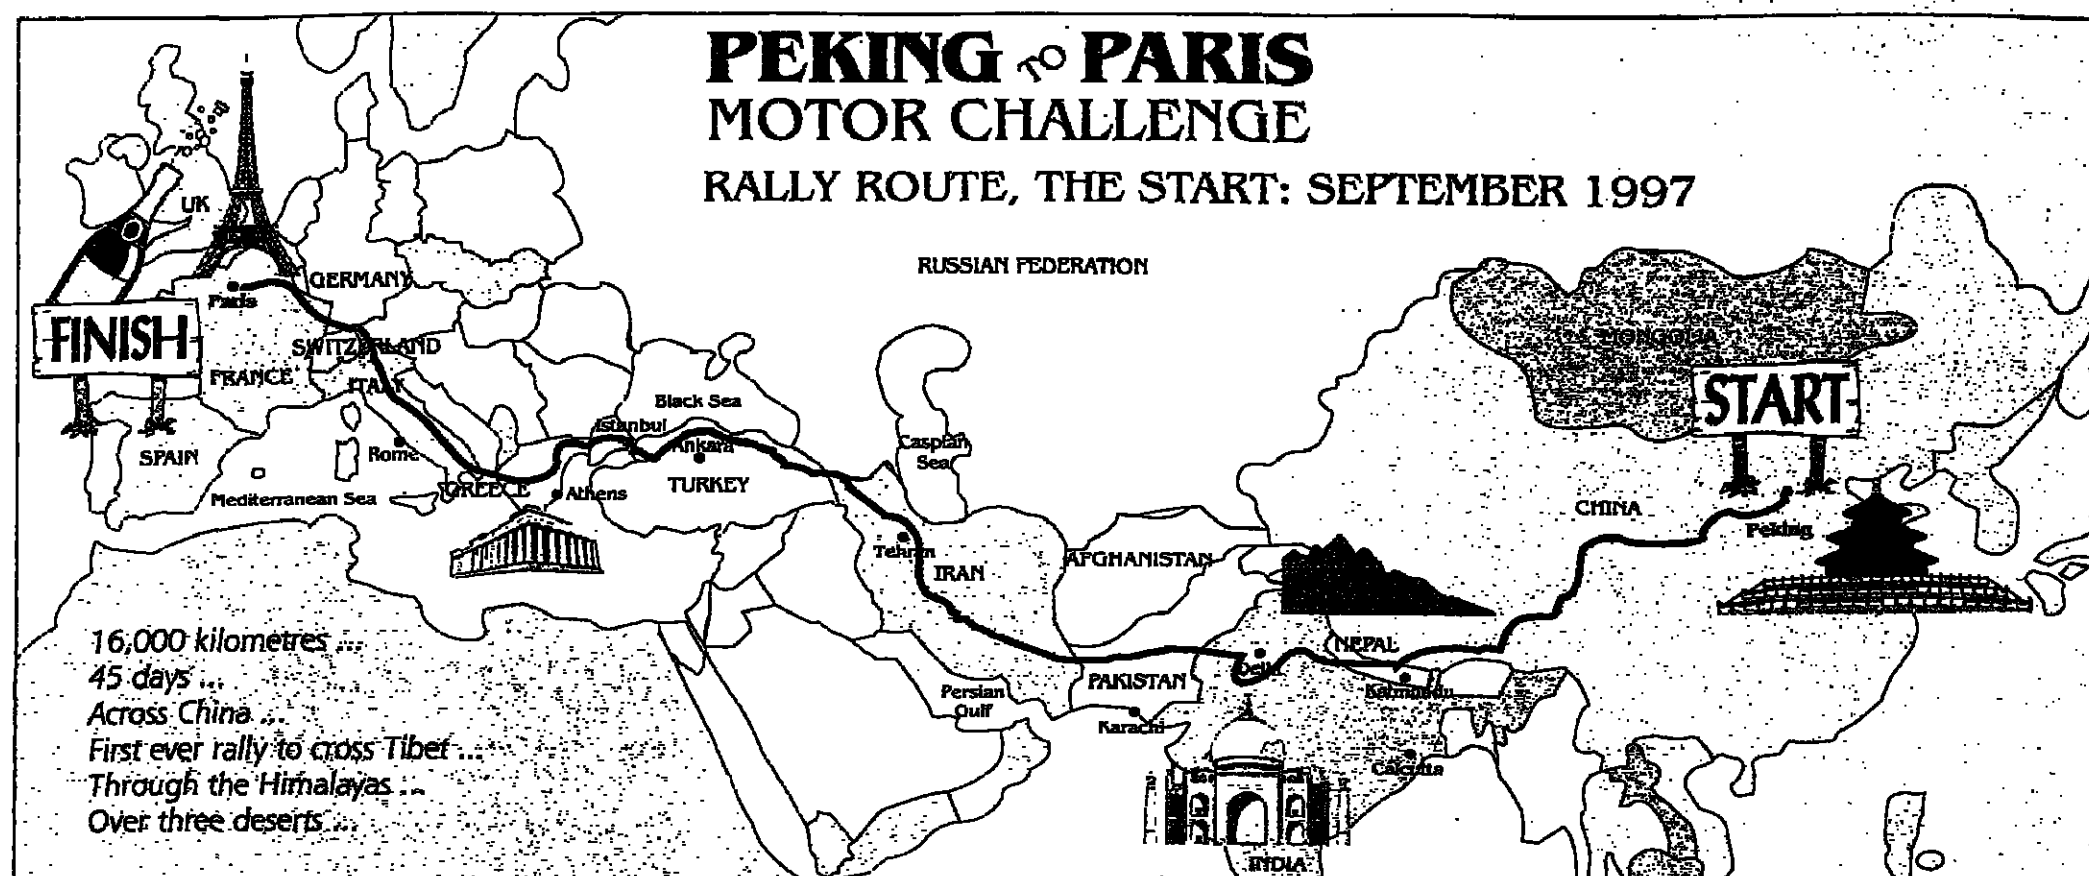 PEKING TO PARIS
MOTOR CHALLENGE
RALLY ROUTE, THE START: SEPTEMBER 1997
RUSSIAN FEDERATION
UK
GERMANY
Paris
FINISH
SWITZERLAND
FRANCE
ITALY
MONGOLIA
START
Black Sea
Istanbul
Ankara
Caspian
Sea
Rome
SPAIN
TURKEY
GREECE
Athens
Mediterranean Sea
CHINA
Peking
Tehran
IRAN
AFGHANISTAN
NEPAL
Delhi
PAKISTAN
Katmandu
Persian
Gulf
Karachi
Calcutta
INDIA
16,000 kilometres ...
45 days ...
Across China ...
First ever rally to cross Tibet ...
Through the Himalayas ...
Over three deserts ...